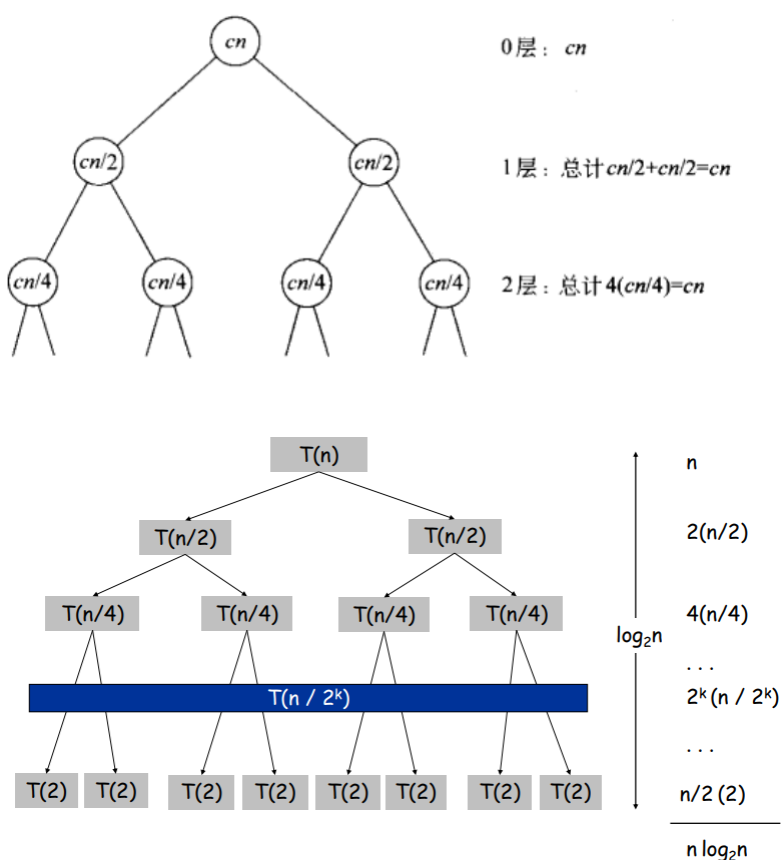 cn
0层：cn
cn/2 cn/2
1层：总计cn/2+cn/2=cn
cn/4 cn/4 cn/4 cn/4
2层：总计4(cn/4)=cn
T(n)
n
T(n/2) T(n/2)
2(n/2)
T(n/4) T(n/4) T(n/4) T(n/4)
4(n/4)
log₂n
. . .
T(n / 2ᵏ)
2ᵏ (n / 2ᵏ)
. . .
T(2) T(2) T(2) T(2) T(2) T(2) T(2) T(2)
n/2 (2)
n log₂n